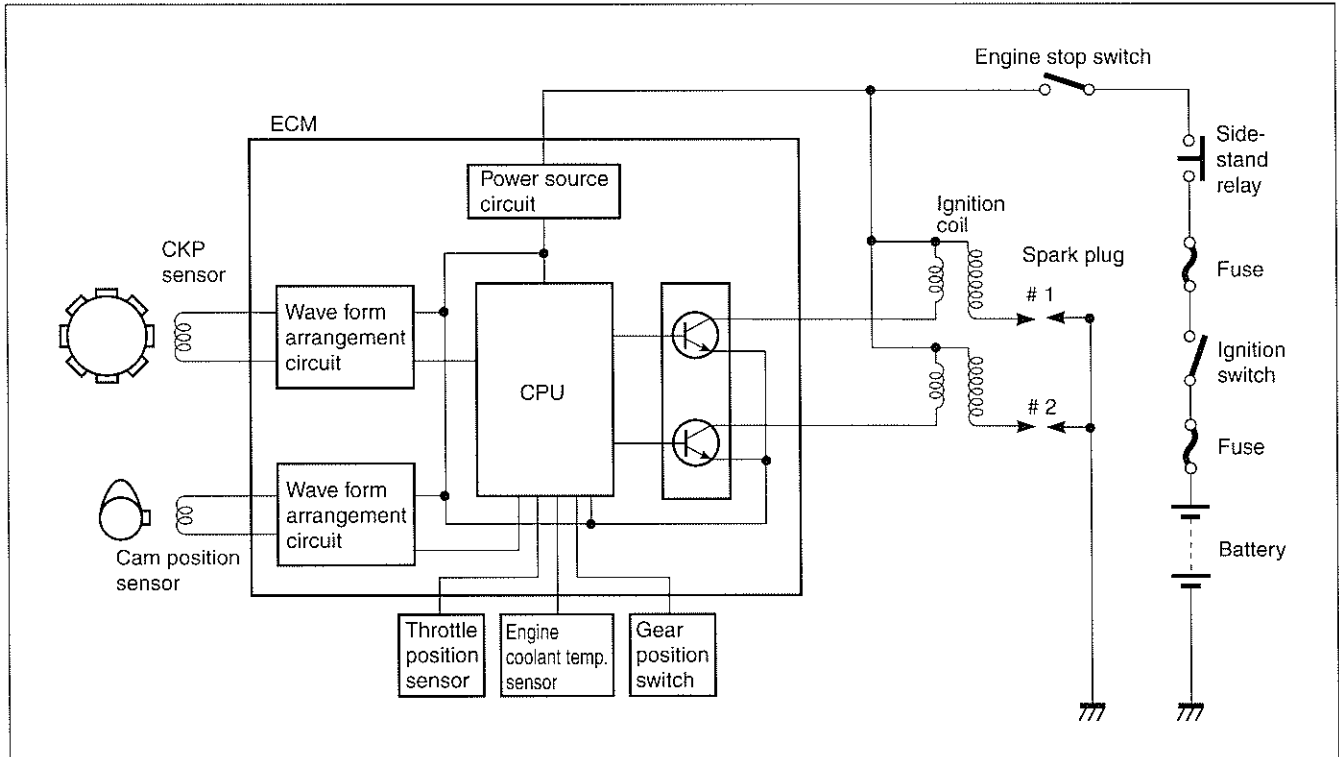 Engine stop switch
ECM
Side-
stand
relay
Power source
circuit
Ignition
coil
CKP
sensor
Spark plug
Fuse
# 1
Wave form
arrangement
circuit
Ignition
switch
CPU
# 2
Fuse
Wave form
arrangement
circuit
Cam position
sensor
Battery
Throttle
position
sensor
Engine
coolant temp.
sensor
Gear
position
switch